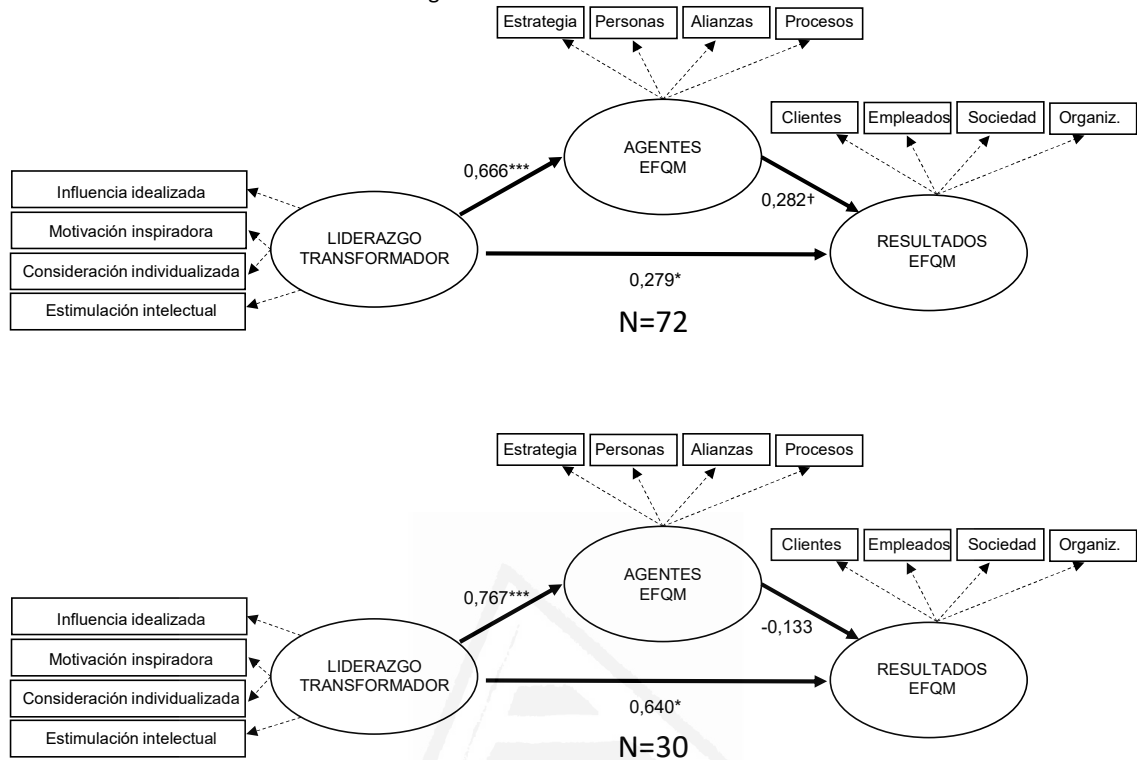 Estrategia
Personas
Alianzas
Procesos
Clientes
Empleados
Sociedad
Organiz.
AGENTES
EFQM
0,666***
0,282†
Influencia idealizada
Motivación inspiradora
Consideración individualizada
Estimulación intelectual
LIDERAZGO
TRANSFORMADOR
RESULTADOS
EFQM
0,279*
N=72
Estrategia
Personas
Alianzas
Procesos
Clientes
Empleados
Sociedad
Organiz.
AGENTES
EFQM
0,767***
-0,133
Influencia idealizada
Motivación inspiradora
Consideración individualizada
Estimulación intelectual
LIDERAZGO
TRANSFORMADOR
RESULTADOS
EFQM
0,640*
N=30